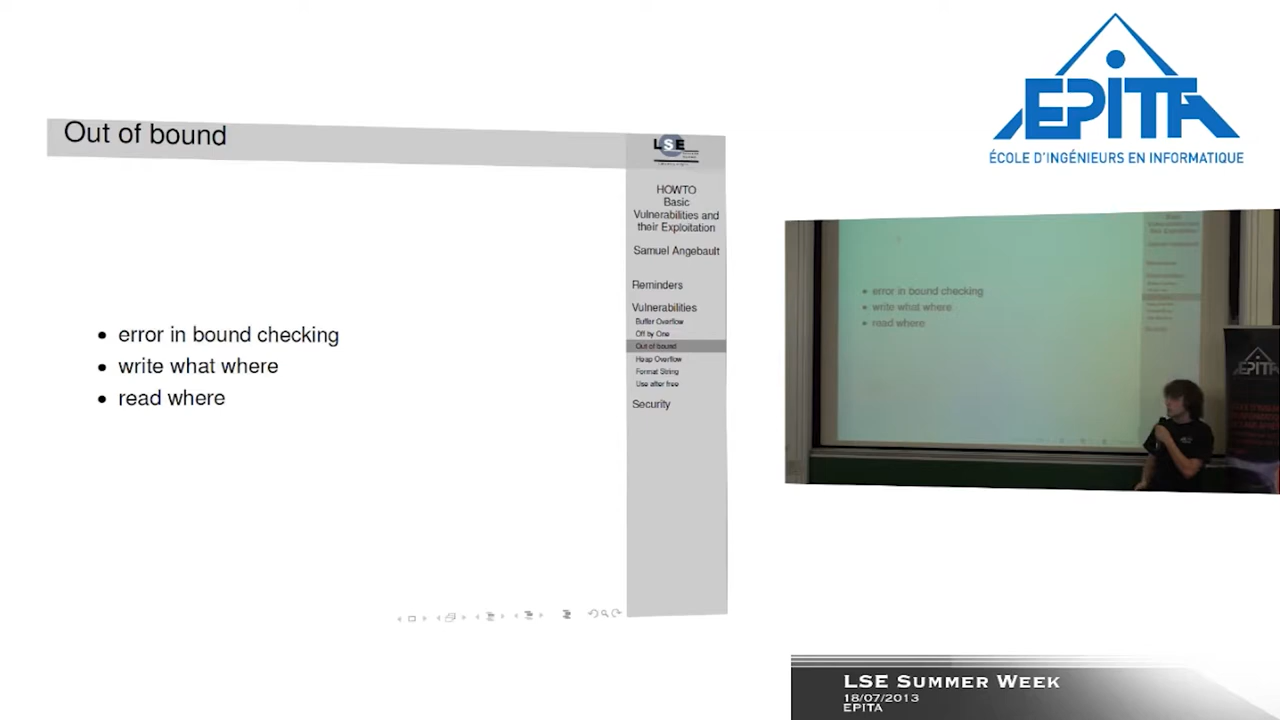 Out of bound
LSE
HOWTO
Basic
Vulnerabilities and
their Exploitation
Samuel Angebault
Reminders
Vulnerabilities
Buffer Overflow
Off by One
Out of bound
Heap Overflow
Format String
Use after free
Security
• error in bound checking
• write what where
• read where
EPITA
ÉCOLE D'INGÉNIEURS EN INFORMATIQUE
• error in bound checking
• write what where
• read where
EPITA
LSE SUMMER WEEK
18/07/2013
EPITA